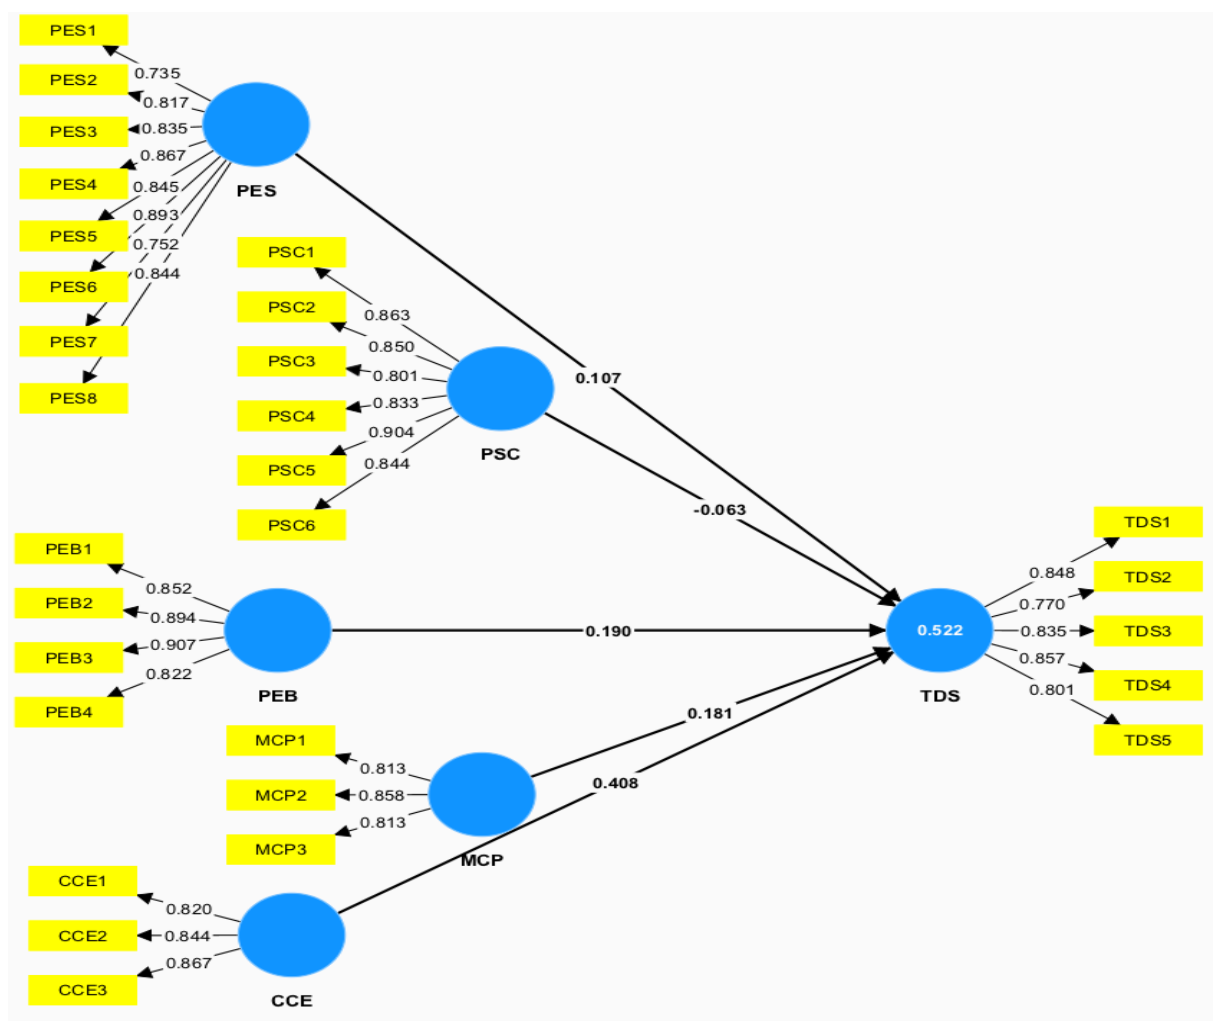 PES1
PES2
PES3
PES4
PES5
PES6
PES7
PES8
0.735
0.817
0.835
0.867
0.845
0.893
0.752
0.844
PES
PSC1
PSC2
PSC3
PSC4
PSC5
PSC6
0.863
0.850
0.801
0.833
0.904
0.844
PSC
0.107
-0.063
PEB1
PEB2
PEB3
PEB4
0.852
0.894
0.907
0.822
PEB
0.190
MCP1
MCP2
MCP3
0.813
0.858
0.813
MCP
0.181
0.408
CCE1
CCE2
CCE3
0.820
0.844
0.867
CCE
0.522
TDS
0.848
0.770
0.835
0.857
0.801
TDS1
TDS2
TDS3
TDS4
TDS5